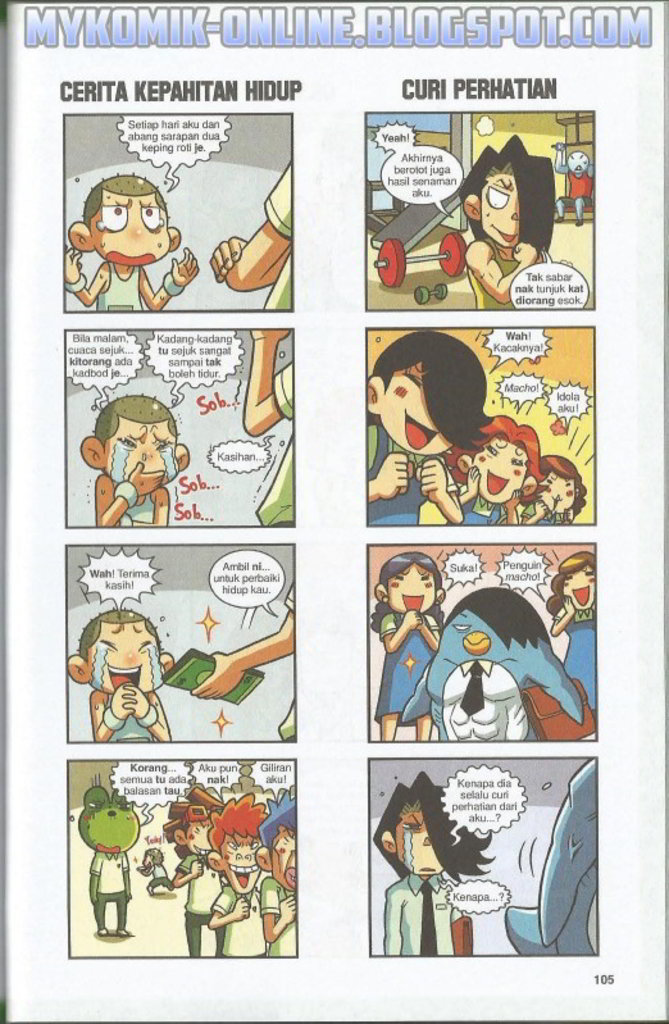 MYKOMIK-ONLINE.BLOGSPOT.COM
CERITA KEPAHITAN HIDUP
Setiap hari aku dan
abang sarapan dua
keping roti je.
Bila malam,
cuaca sejuk...
kitorang ada
kadbod je...
Kadang-kadang
tu sejuk sangat
sampai tak
boleh tidur.
Sob...
Kasihan...
Sob...
Sob...
Wah! Terima
kasih!
Ambil ni...
untuk perbaiki
hidup kau.
Korang...
semua tu ada
balasan tau.
Aku pun
nak!
Giliran
aku!
Yeah!
CURI PERHATIAN
Yeah!
Akhirnya
berotot juga
hasil senaman
aku.
Tak sabar
nak tunjuk kat
diorang esok.
Wah!
Kacaknya!
Macho!
Idola
aku!
Suka!
Penguin
macho!
Kenapa dia
selalu curi
perhatian dari
aku...?
Kenapa...?
105